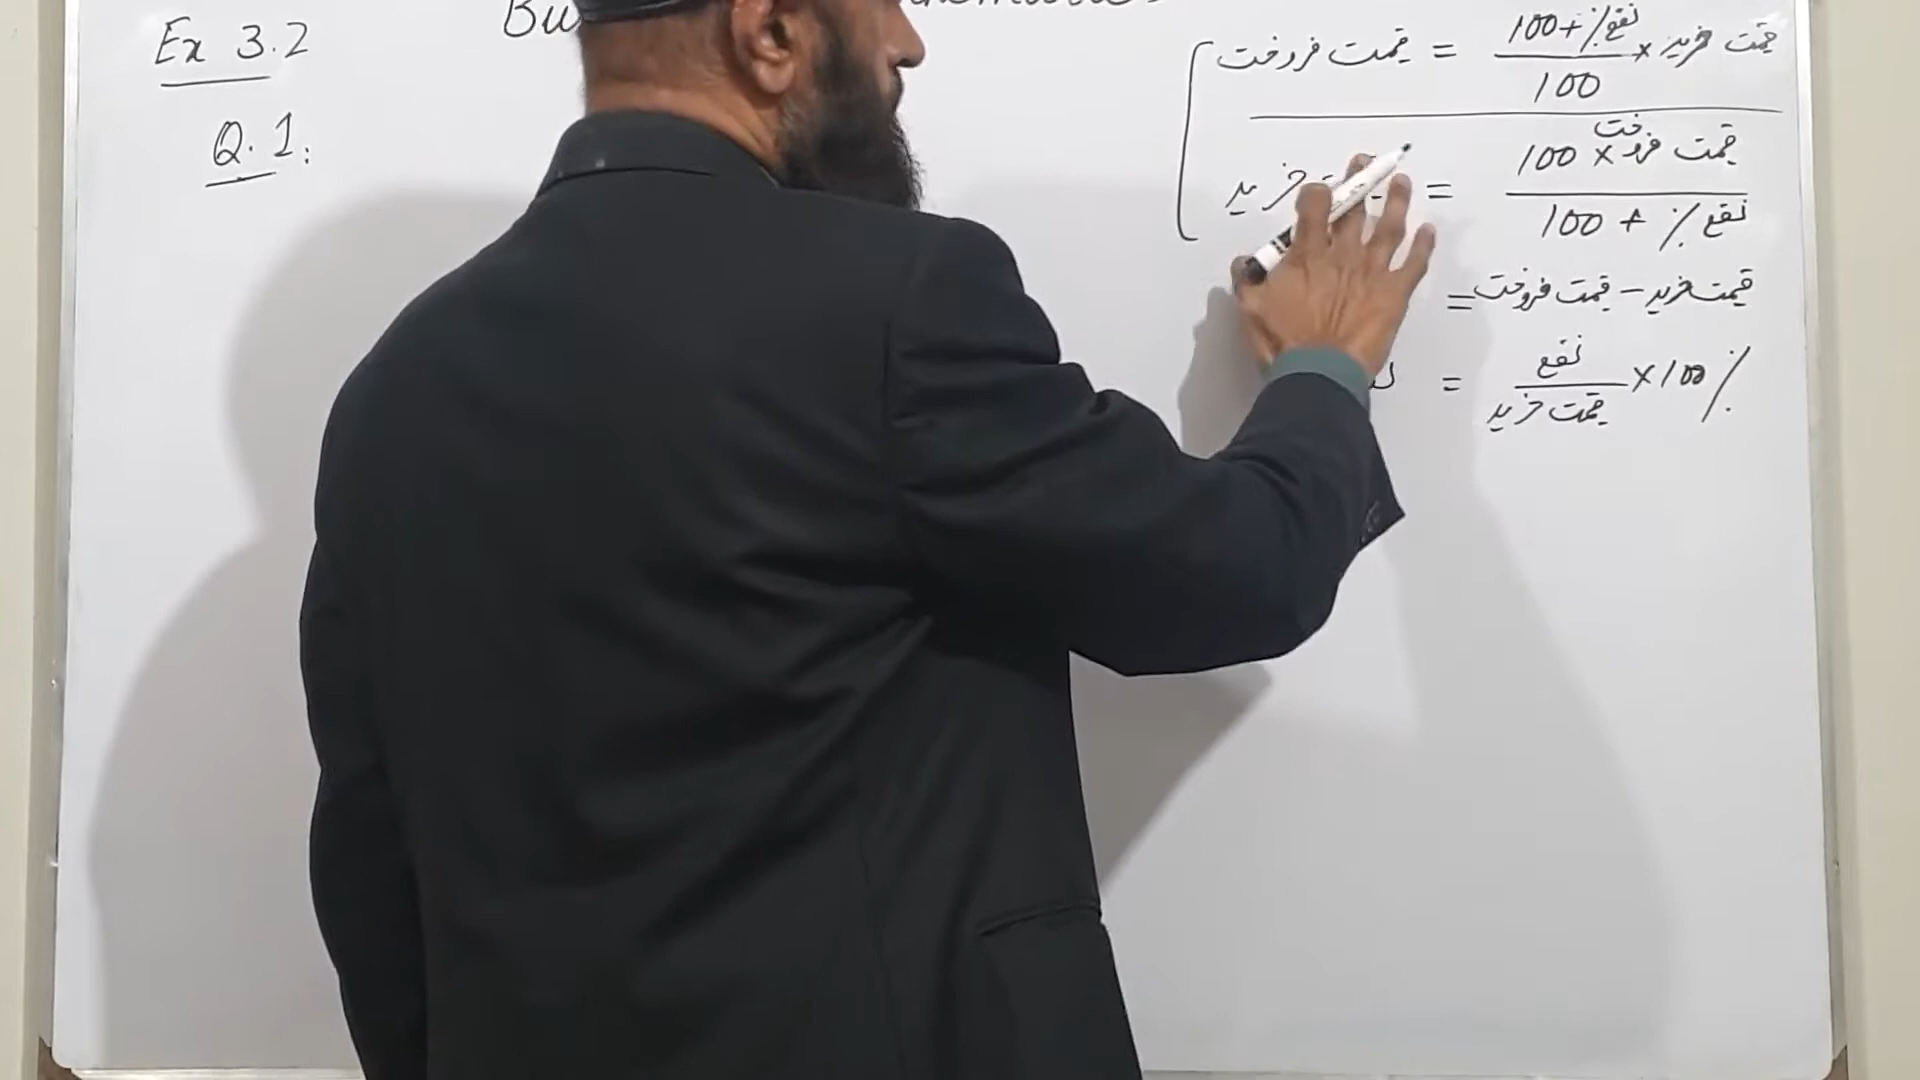 Ex 3.2
Q. 1:
قیمت فروخت = (100 + نفع٪) / 100 × قیمت خرید
خرید = (100 × قیمت فروخت) / (100 + نفع٪)
= قیمت فروخت − قیمت خرید
= نفع / قیمت خرید × 100٪